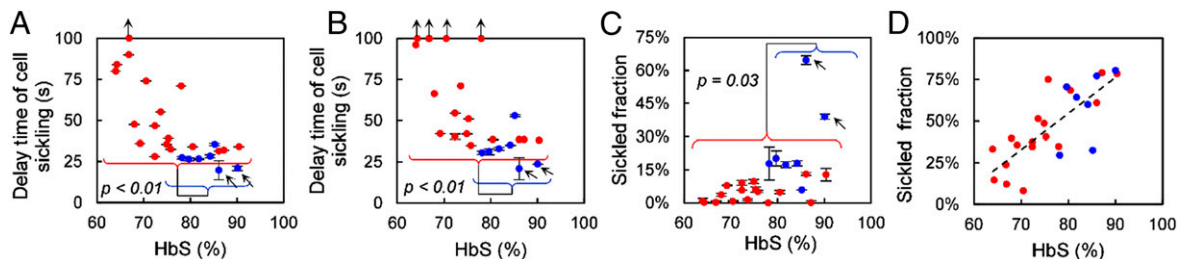 A
Delay time of cell
sickling (s)
100
75
50
25
0
p < 0.01
60
70
80
90
100
HbS (%)
B
Delay time of cell
sickling (s)
100
75
50
25
0
p < 0.01
60
70
80
90
100
HbS (%)
C
Sickled fraction
75%
60%
45%
30%
15%
0%
p = 0.03
60
70
80
90
100
HbS (%)
D
Sickled fraction
100%
75%
50%
25%
0%
60
70
80
90
100
HbS (%)